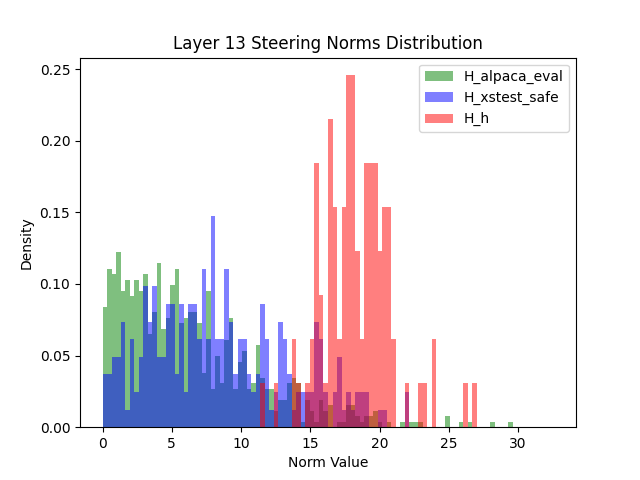 Layer 13 Steering Norms Distribution
H_alpaca_eval
H_xstest_safe
H_h
Density
0.25
0.20
0.15
0.10
0.05
0.00
0 5 10 15 20 25 30
Norm Value